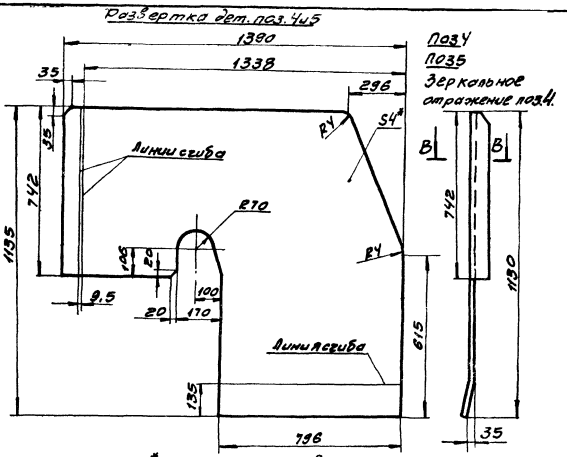 Развертка дет. поз. 4 и 5
1390
1338
296
35
35
742
1135
Линии сгиба
R4
S4*
R70
R4
106
20
9,5
20
170
100
615
Линия сгиба
135
796
Поз 4
Поз 5
Зеркальное
отражение поз. 4.
В
В
742
1130
35